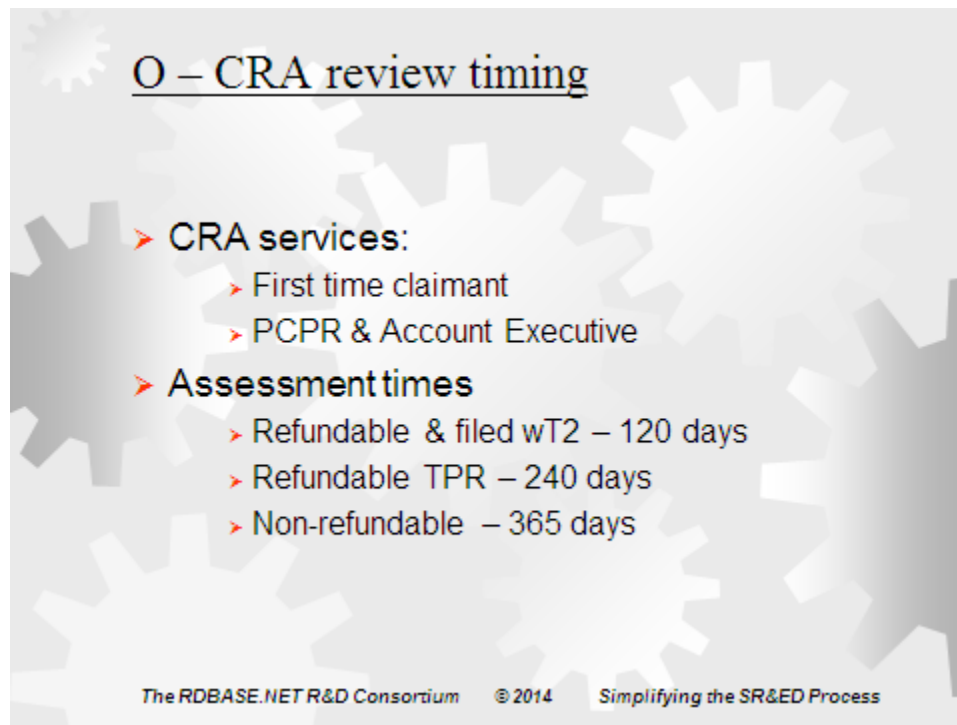 O – CRA review timing
CRA services:
First time claimant
PCPR & Account Executive
Assessment times
Refundable & filed wT2 – 120 days
Refundable TPR – 240 days
Non-refundable – 365 days
The RDBASE.NET R&D Consortium © 2014 Simplifying the SR&ED Process